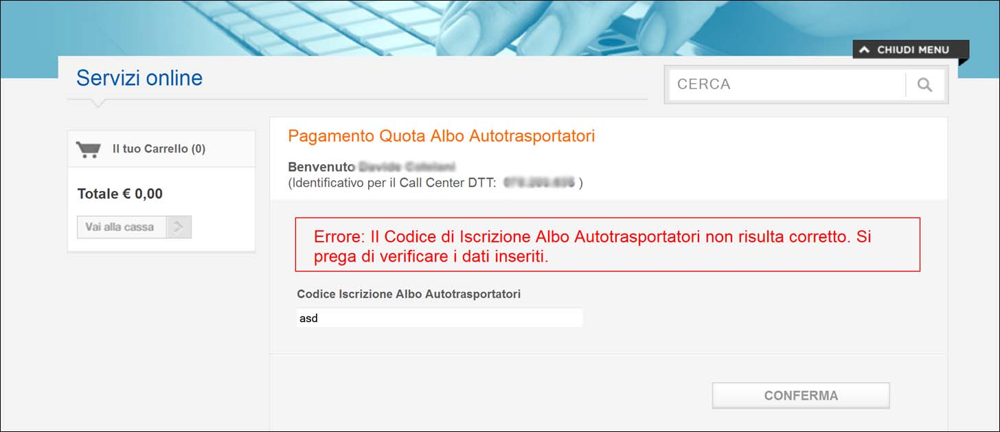 CHIUDI MENU
Servizi online
CERCA
Il tuo Carrello (0)
Totale € 0,00
Vai alla cassa
Pagamento Quota Albo Autotrasportatori
Benvenuto
(Identificativo per il Call Center DTT: )
Errore: Il Codice di Iscrizione Albo Autotrasportatori non risulta corretto. Si
prega di verificare i dati inseriti.
Codice Iscrizione Albo Autotrasportatori
asd
CONFERMA